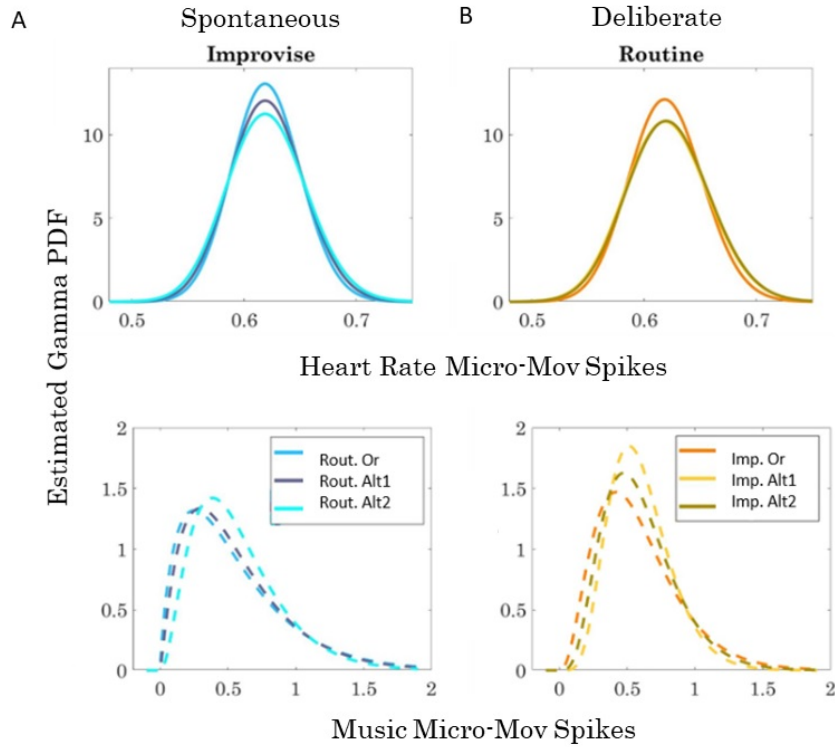 A
Spontaneous
B
Deliberate
Improvise
Routine
Estimated Gamma PDF
10
5
0
0.5
0.6
0.7
10
5
0
0.5
0.6
0.7
Heart Rate Micro-Mov Spikes
2
1.5
1
0.5
0
0
0.5
1
1.5
2
Rout. Or
Rout. Alt1
Rout. Alt2
2
1.5
1
0.5
0
0
0.5
1
1.5
2
Imp. Or
Imp. Alt1
Imp. Alt2
Music Micro-Mov Spikes